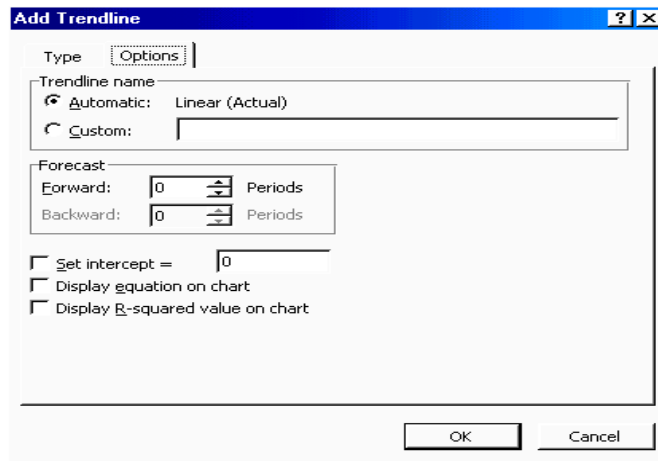 Add Trendline ? ×
Type Options
Trendline name
Automatic: Linear (Actual)
Custom:
Forecast
Forward: 0 Periods
Backward: 0 Periods
Set intercept = 0
Display equation on chart
Display R-squared value on chart
OK Cancel